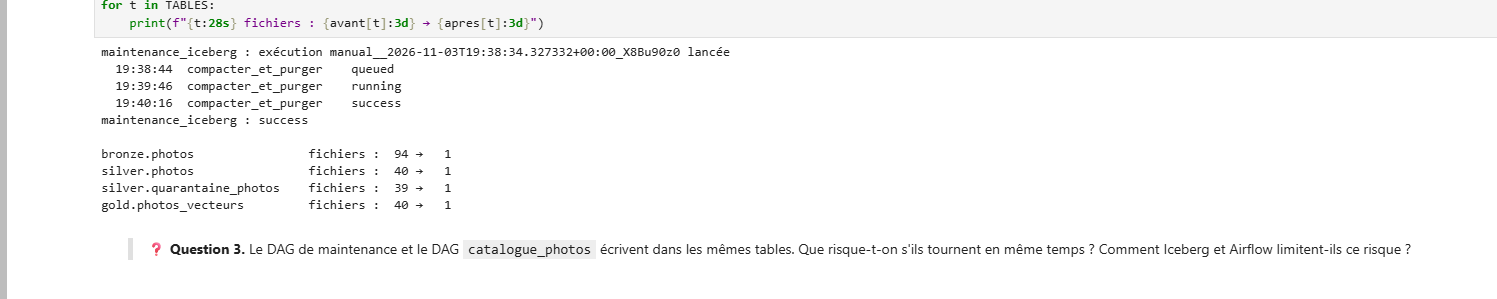 for t in TABLES:
    print(f"{t:28s} fichiers : {avant[t]:3d} → {apres[t]:3d}")
maintenance_iceberg : exécution manual__2026-11-03T19:38:34.327332+00:00_X8Bu90z0 lancée
  19:38:44  compacter_et_purger    queued
  19:39:46  compacter_et_purger    running
  19:40:16  compacter_et_purger    success
maintenance_iceberg : success
bronze.photos               fichiers :  94 →   1
silver.photos               fichiers :  40 →   1
silver.quarantaine_photos   fichiers :  39 →   1
gold.photos_vecteurs        fichiers :  40 →   1
❓ Question 3. Le DAG de maintenance et le DAG catalogue_photos écrivent dans les mêmes tables. Que risque-t-on s'ils tournent en même temps ? Comment Iceberg et Airflow limitent-ils ce risque ?